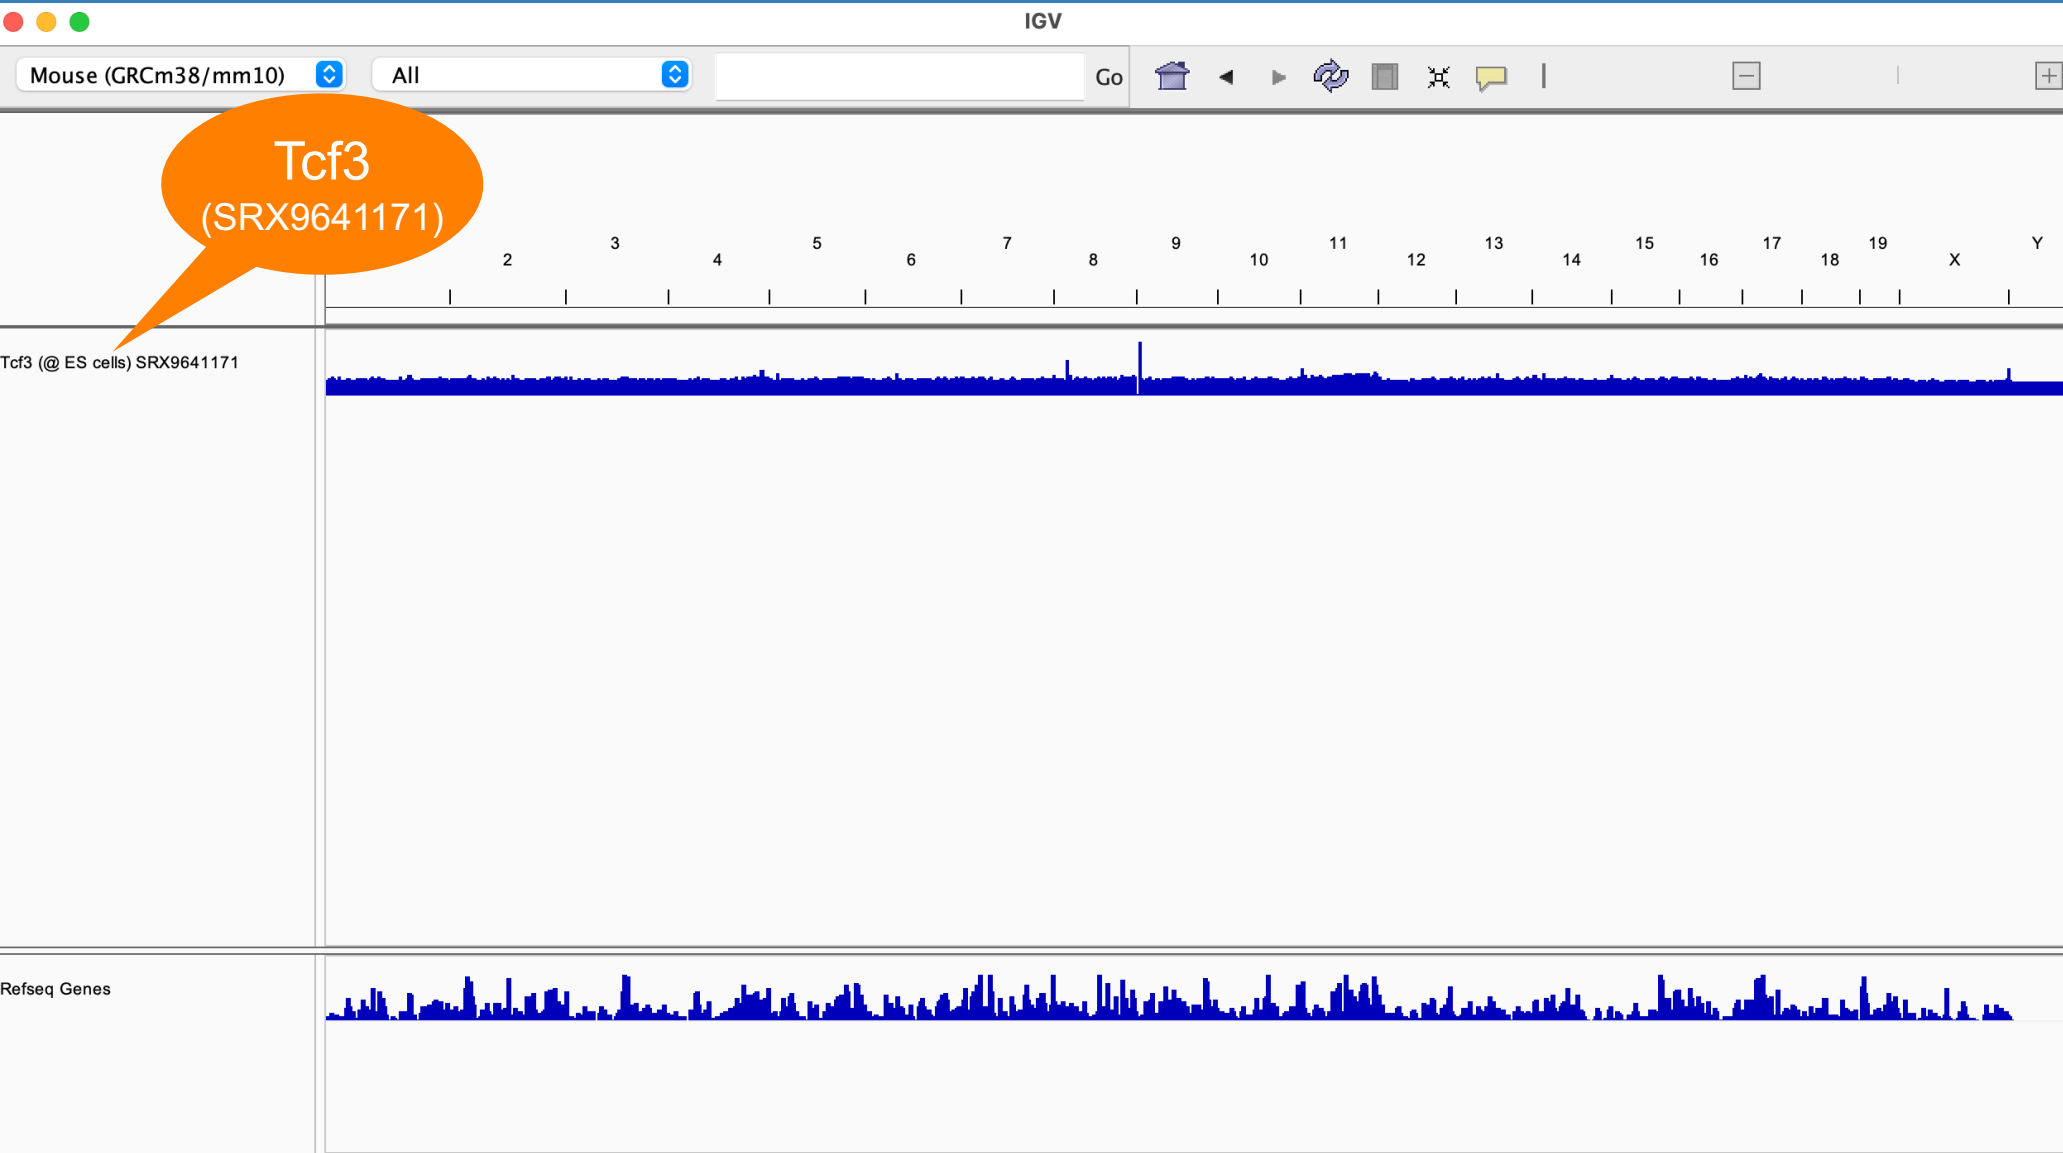 IGV
Mouse (GRCm38/mm10)
All
Go
Tcf3
(SRX9641171)
3 5 7 9 11 13 15 17 19 Y
2 4 6 8 10 12 14 16 18 X
Tcf3 (@ ES cells) SRX9641171
Refseq Genes